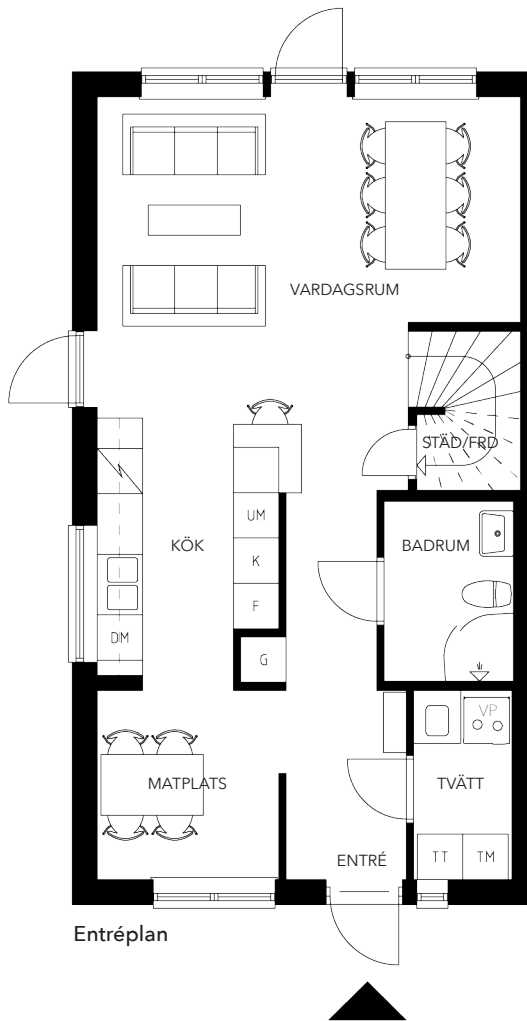 VARDAGSRUM
STÄD/FRD
UM
KÖK
BADRUM
K
F
DM
G
VP
MATPLATS
TVÄTT
TT
TM
ENTRÉ
Entréplan